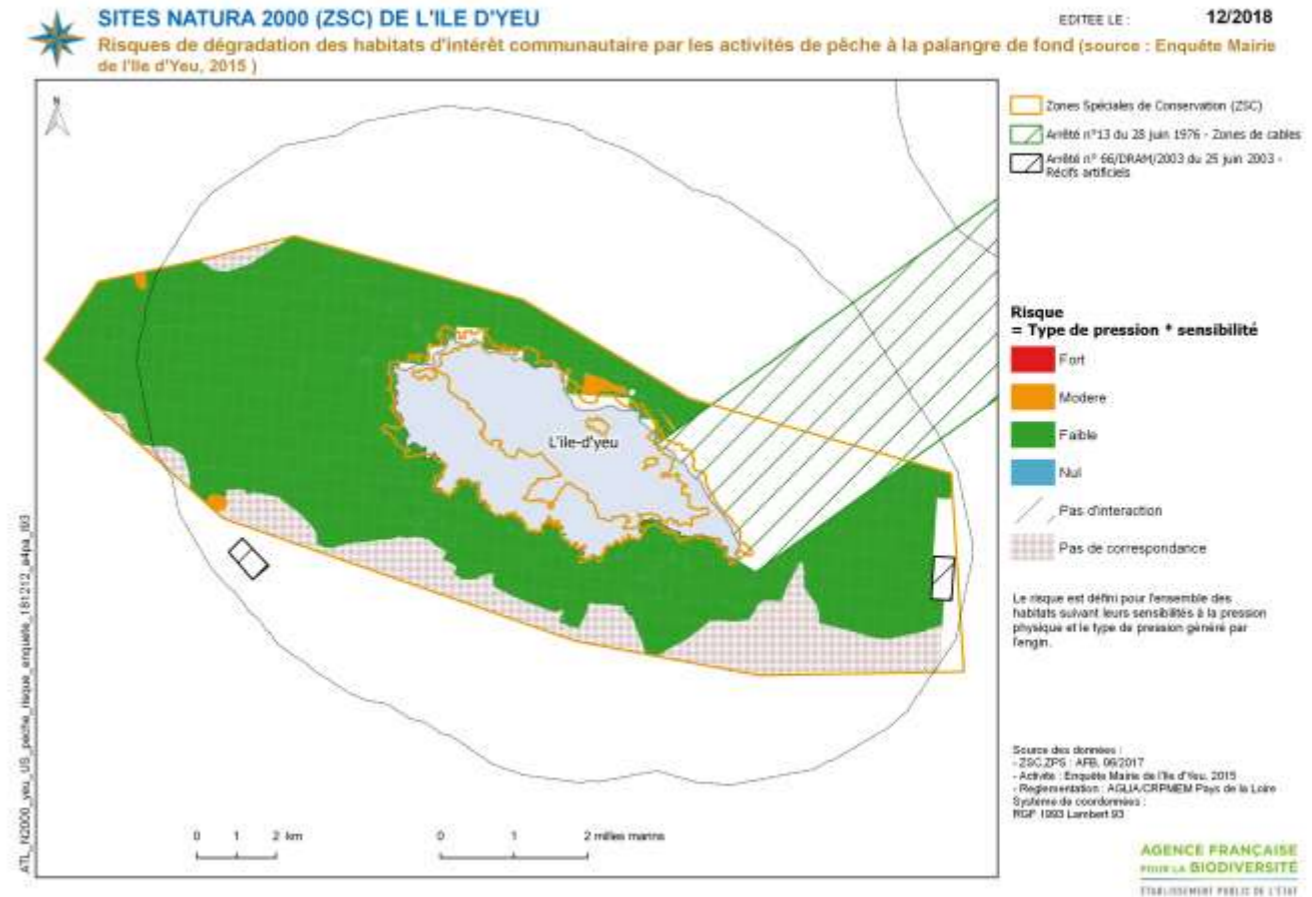 SITES NATURA 2000 (ZSC) DE L'ILE D'YEU
EDITEE LE : 12/2018
Risques de dégradation des habitats d'intérêt communautaire par les activités de pêche à la palangre de fond (source : Enquête Mairie
de l'Ile d'Yeu, 2015 )
N
Zones Spéciales de Conservation (ZSC)
Arrêté n°13 du 28 juin 1976 - Zones de cables
Arrêté n° 66/DRAM/2003 du 25 juin 2003 -
Récifs artificiels
Risque
= Type de pression * sensibilité
Fort
Modere
Faible
Nul
Pas d'interaction
Pas de correspondance
L'ile-d'yeu
Le risque est défini pour l'ensemble des
habitats suivant leurs sensibilités à la pression
physique et le type de pression généré par
l'engin.
Source des données :
- ZSC,ZPS : AFB, 06/2017
- Activité : Enquête Mairie de l'Ile d'Yeu, 2015
- Reglementation : AGLIA/CRPMEM Pays de la Loire
Système de coordonnées :
RGF 1993 Lambert 93
0 1 2 km
0 1 2 milles marins
ATL_N2000_yeu_US_peche_risque_enquete_181212_a4pa_l93
AGENCE FRANÇAISE
POUR LA BIODIVERSITÉ
ÉTABLISSEMENT PUBLIC DE L'ÉTAT